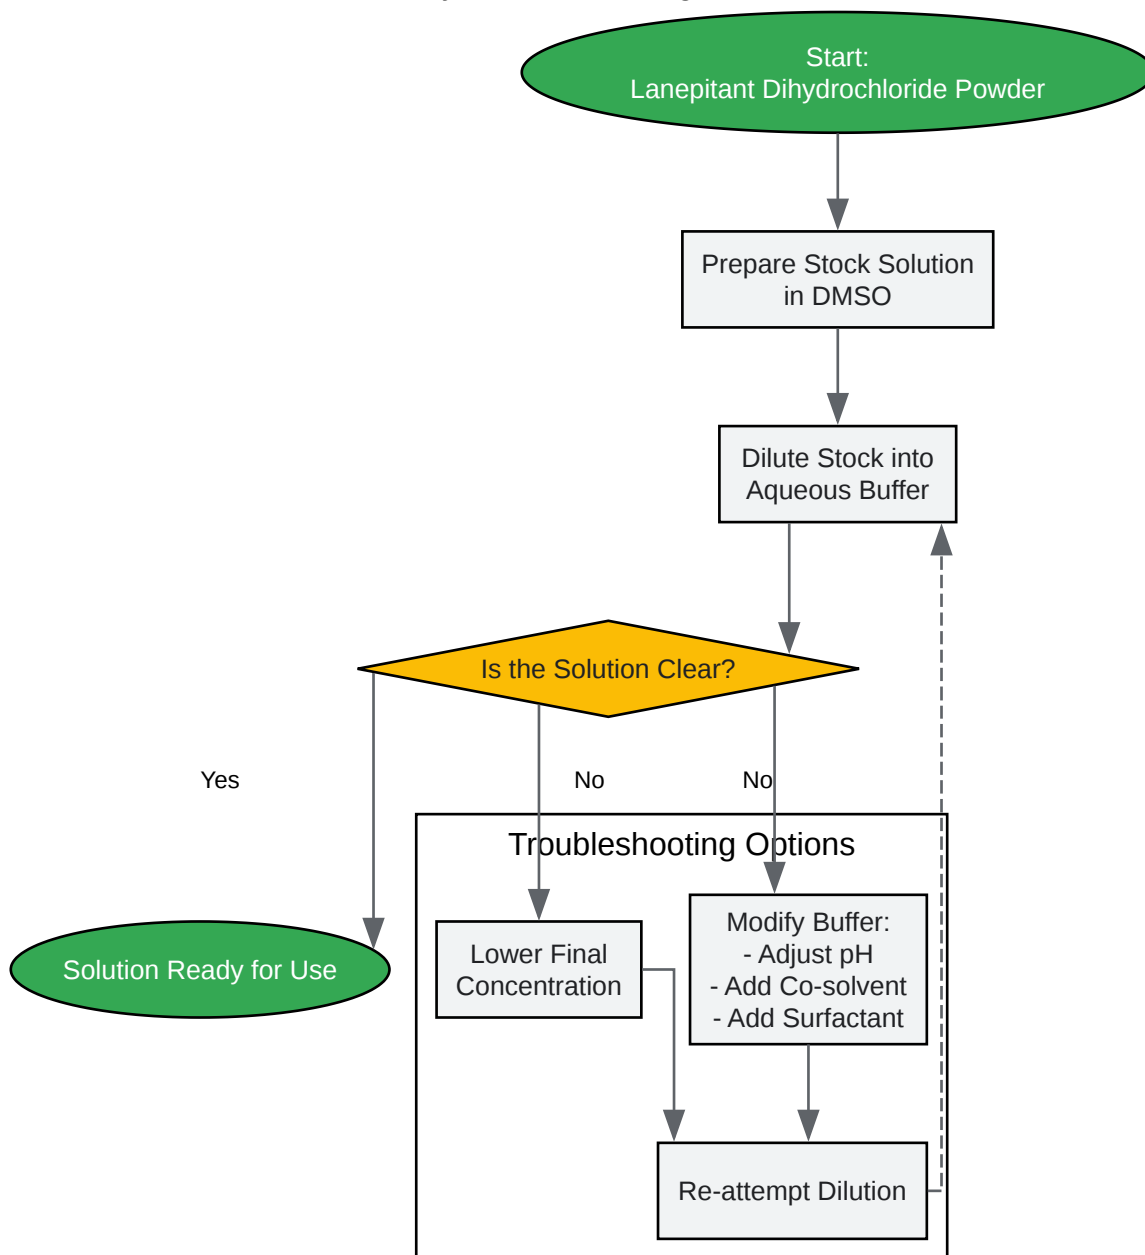 Start:
Lanepitant Dihydrochloride Powder
Prepare Stock Solution
in DMSO
Dilute Stock into
Aqueous Buffer
Is the Solution Clear?
Yes
No
No
Troubleshooting Options
Solution Ready for Use
Lower Final
Concentration
Modify Buffer:
- Adjust pH
- Add Co-solvent
- Add Surfactant
Re-attempt Dilution